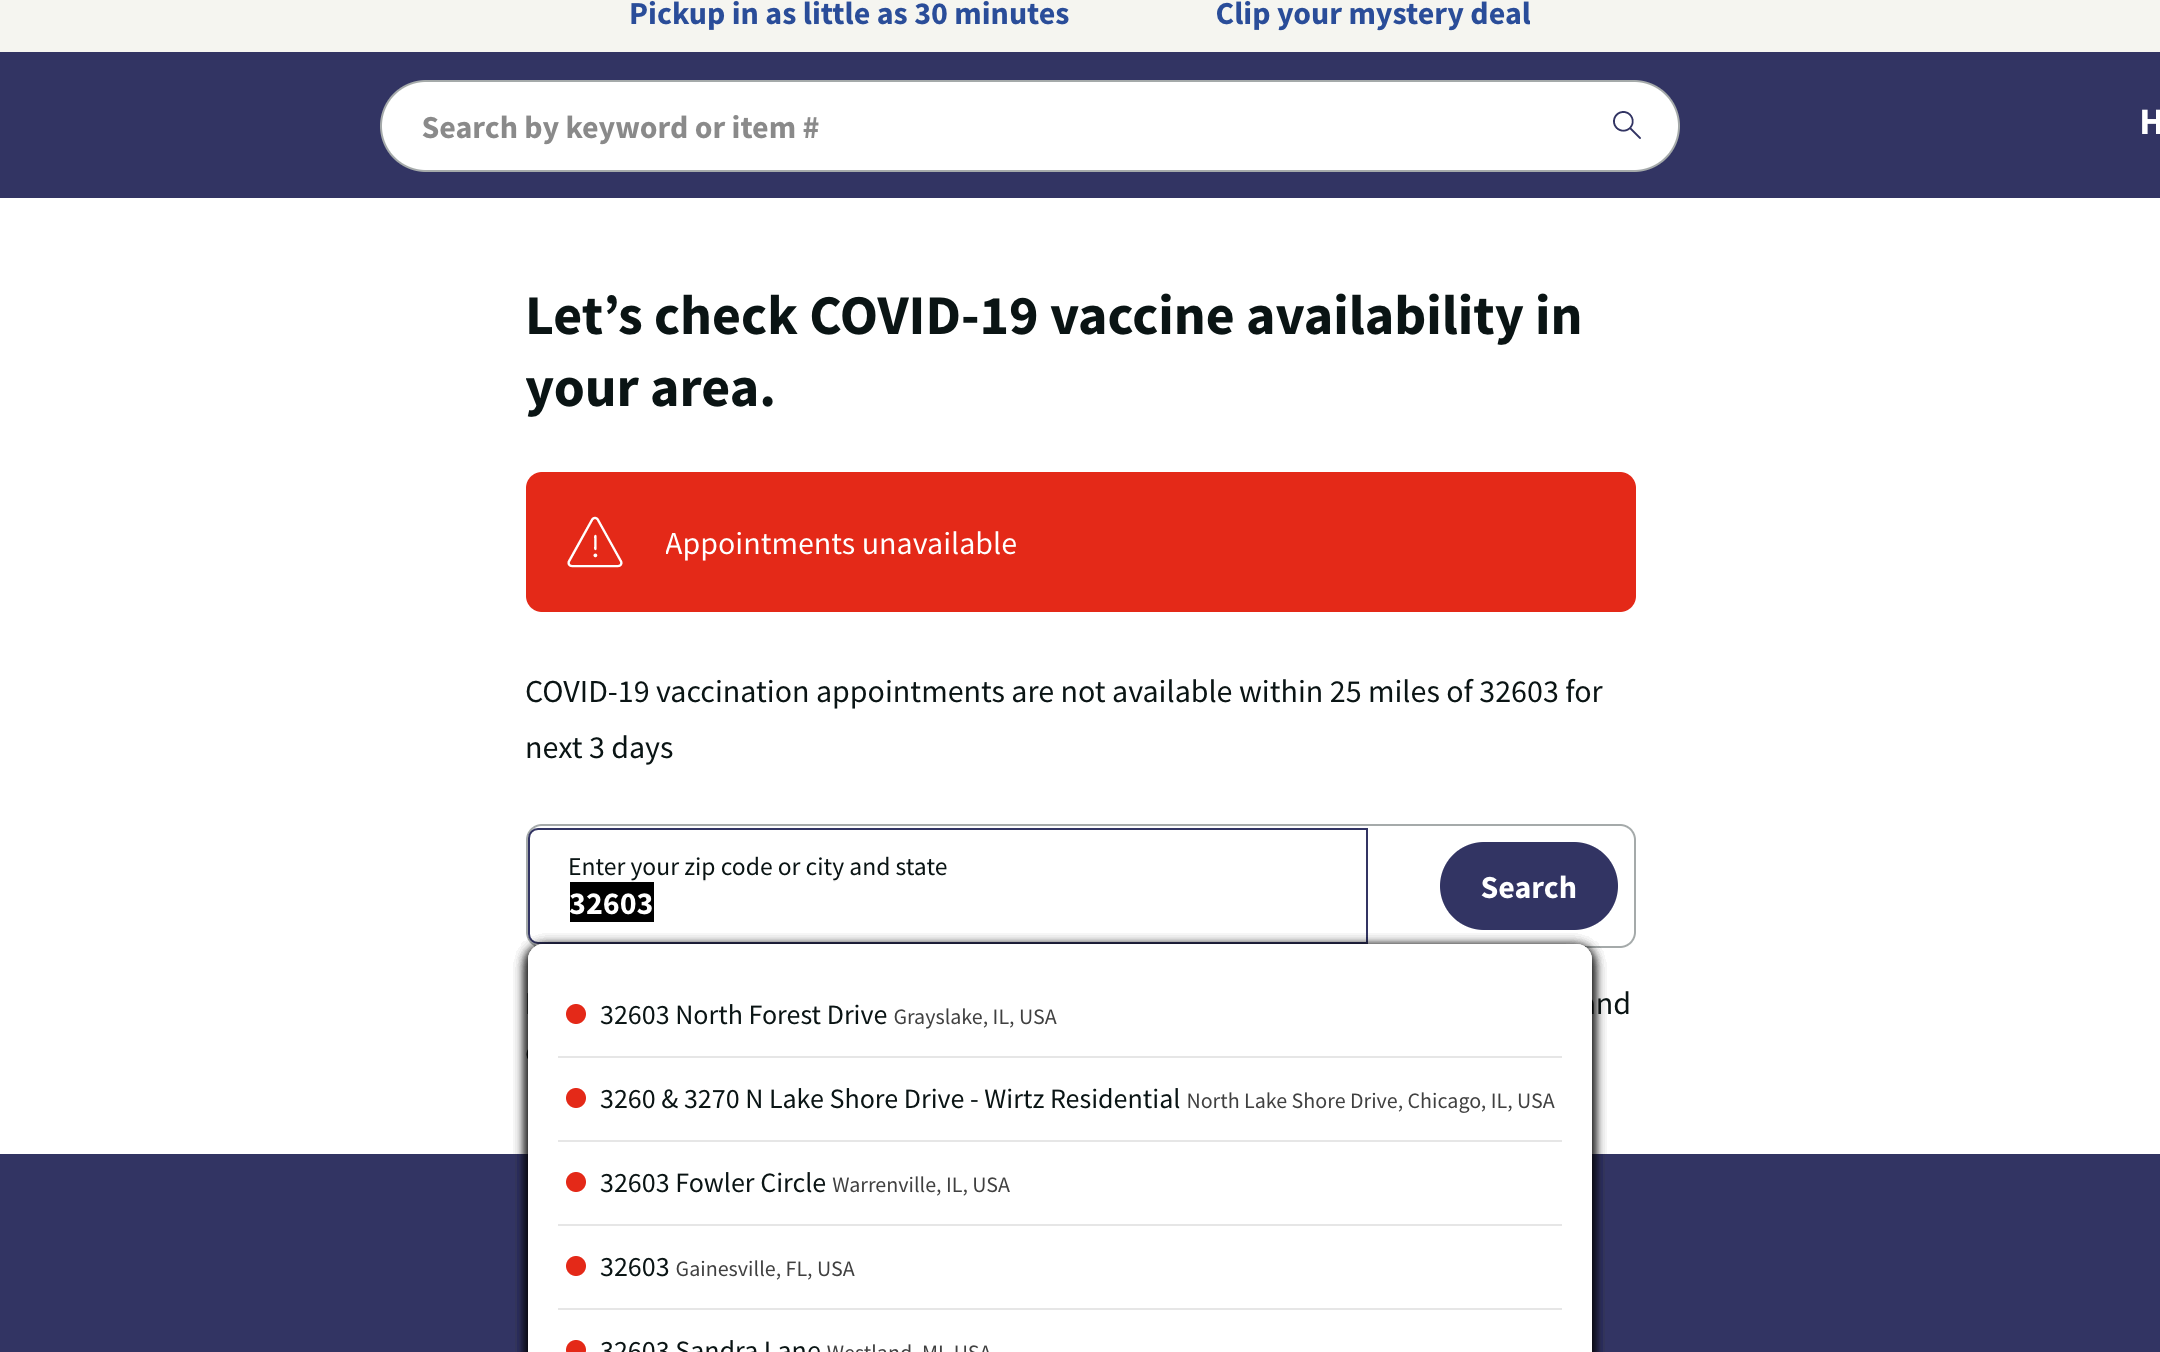 Pickup in as little as 30 minutes
Clip your mystery deal
Search by keyword or item #
H
Let’s check COVID-19 vaccine availability in
your area.
Appointments unavailable
COVID-19 vaccination appointments are not available within 25 miles of 32603 for
next 3 days
Enter your zip code or city and state
32603
Search
nd
32603 North Forest Drive Grayslake, IL, USA
3260 & 3270 N Lake Shore Drive - Wirtz Residential North Lake Shore Drive, Chicago, IL, USA
32603 Fowler Circle Warrenville, IL, USA
32603 Gainesville, FL, USA
32603 Sandra Lane Westland, MI, USA